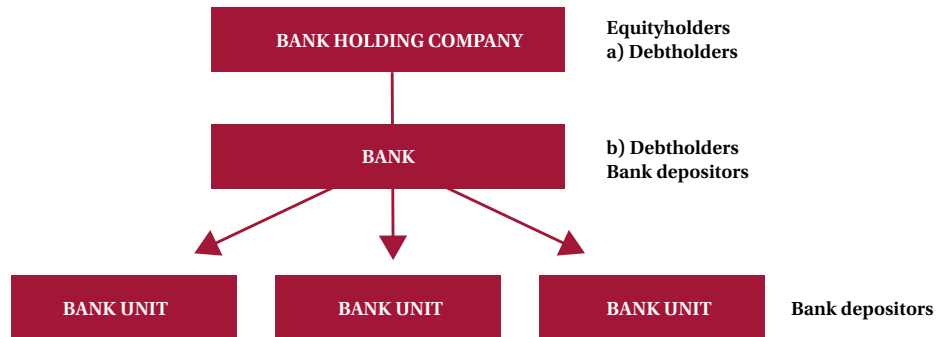 BANK HOLDING COMPANY
Equityholders
a) Debtholders
BANK
b) Debtholders
Bank depositors
BANK UNIT
BANK UNIT
BANK UNIT
Bank depositors